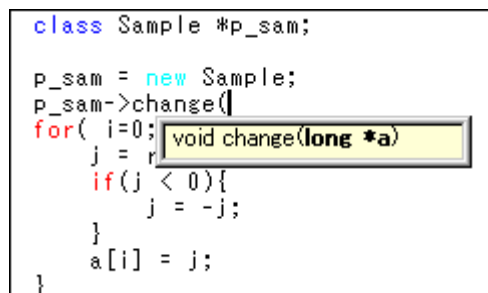 class Sample *p_sam;
p_sam = new Sample;
p_sam->change(
for( i=0;
void change(long *a)
j = r
if(j < 0){
j = -j;
}
a[i] = j;
}